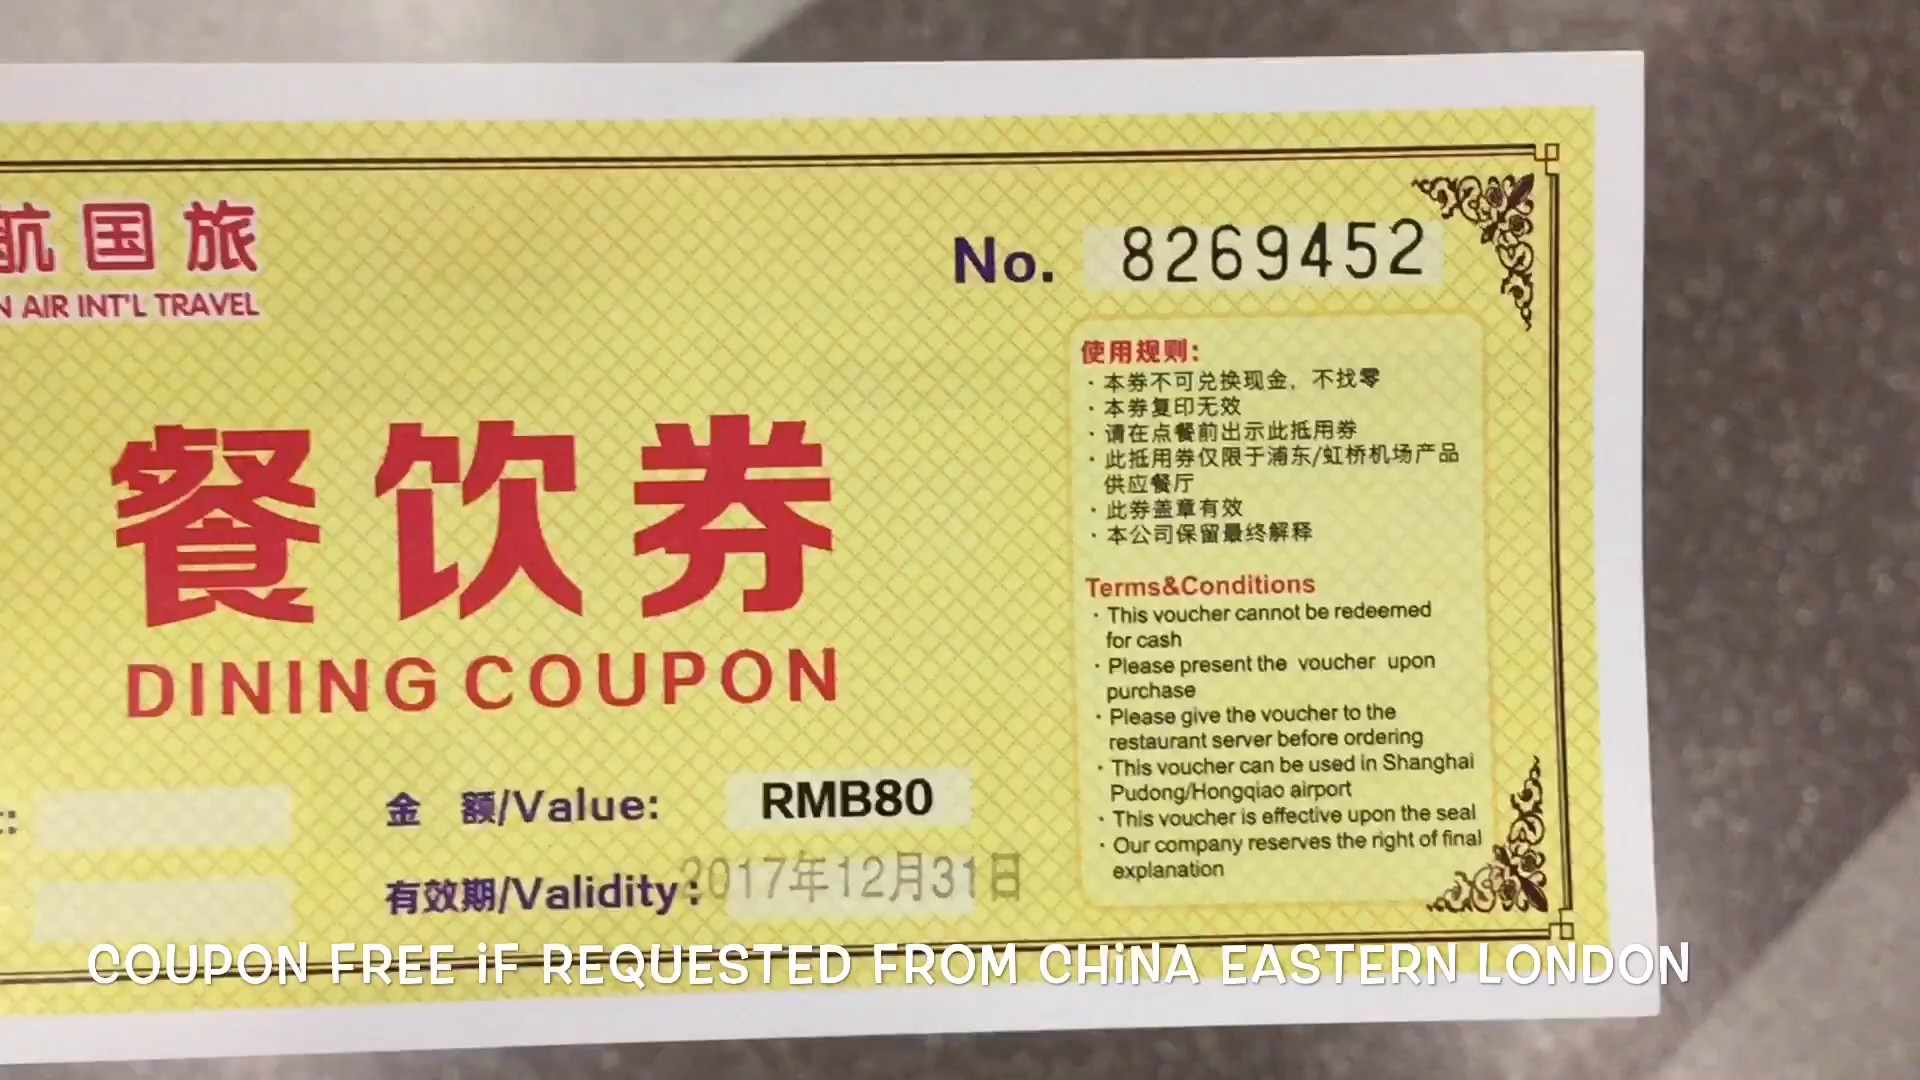 航国旅
N AIR INT'L TRAVEL
No. 8269452
餐饮券
DINING COUPON
金 额/Value: RMB80
有效期/Validity: 2017年12月31日
使用规则:
· 本券不可兑换现金，不找零
· 本券复印无效
· 请在点餐前出示此抵用券
· 此抵用券仅限于浦东/虹桥机场产品
供应餐厅
· 此券盖章有效
· 本公司保留最终解释
Terms&Conditions
· This voucher cannot be redeemed
for cash
· Please present the voucher upon
purchase
· Please give the voucher to the
restaurant server before ordering
· This voucher can be used in Shanghai
Pudong/Hongqiao airport
· This voucher is effective upon the seal
· Our company reserves the right of final
explanation
COUPON FREE iF REQUESTED FROM CHiNA EASTERN LONDON